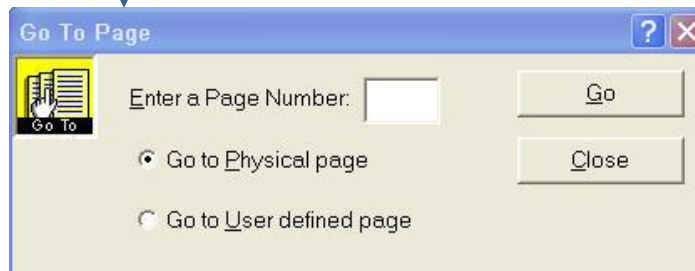 Go To Page
?
Go To
Enter a Page Number:
Go
Go to Physical page
Close
Go to User defined page